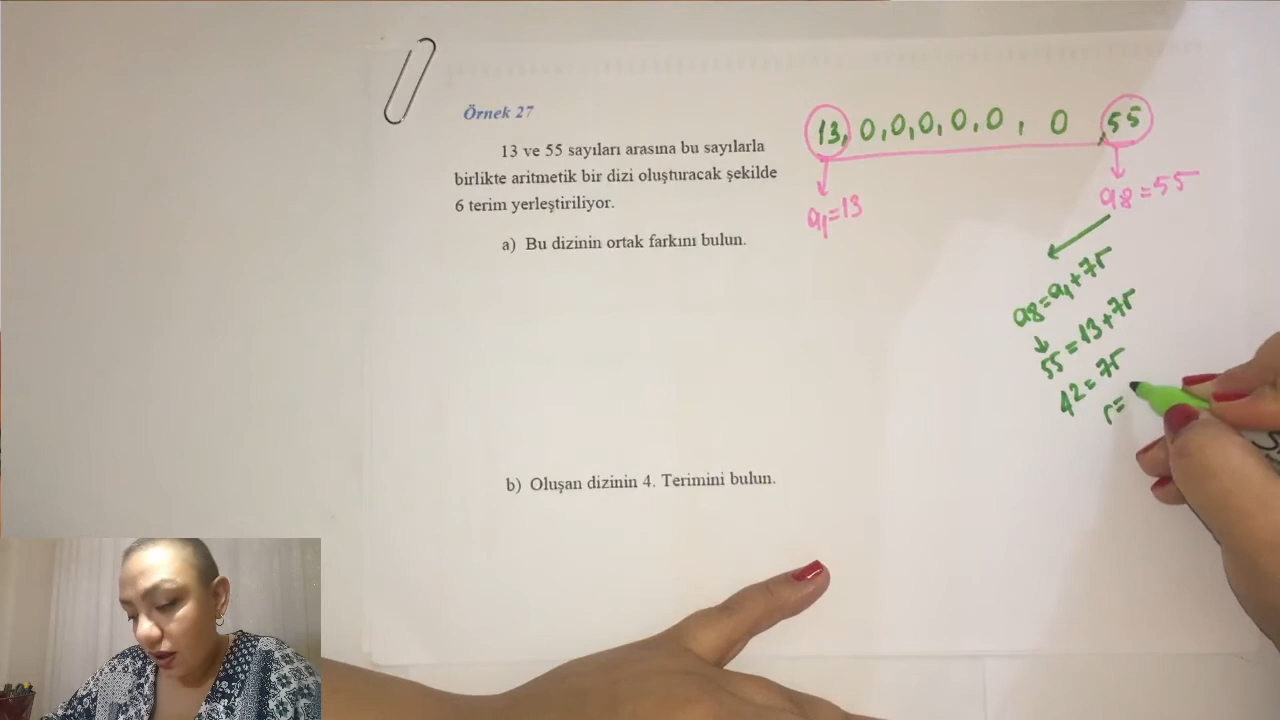 Örnek 27
13 ve 55 sayıları arasına bu sayılarla
birlikte aritmetik bir dizi oluşturacak şekilde
6 terim yerleştiriliyor.
a) Bu dizinin ortak farkını bulun.
b) Oluşan dizinin 4. Terimini bulun.
13, 0, 0, 0, 0, 0, 0, 55
a₁=13
a8=55
a8=a₁+7r
55=13+7r
42=7r
r=